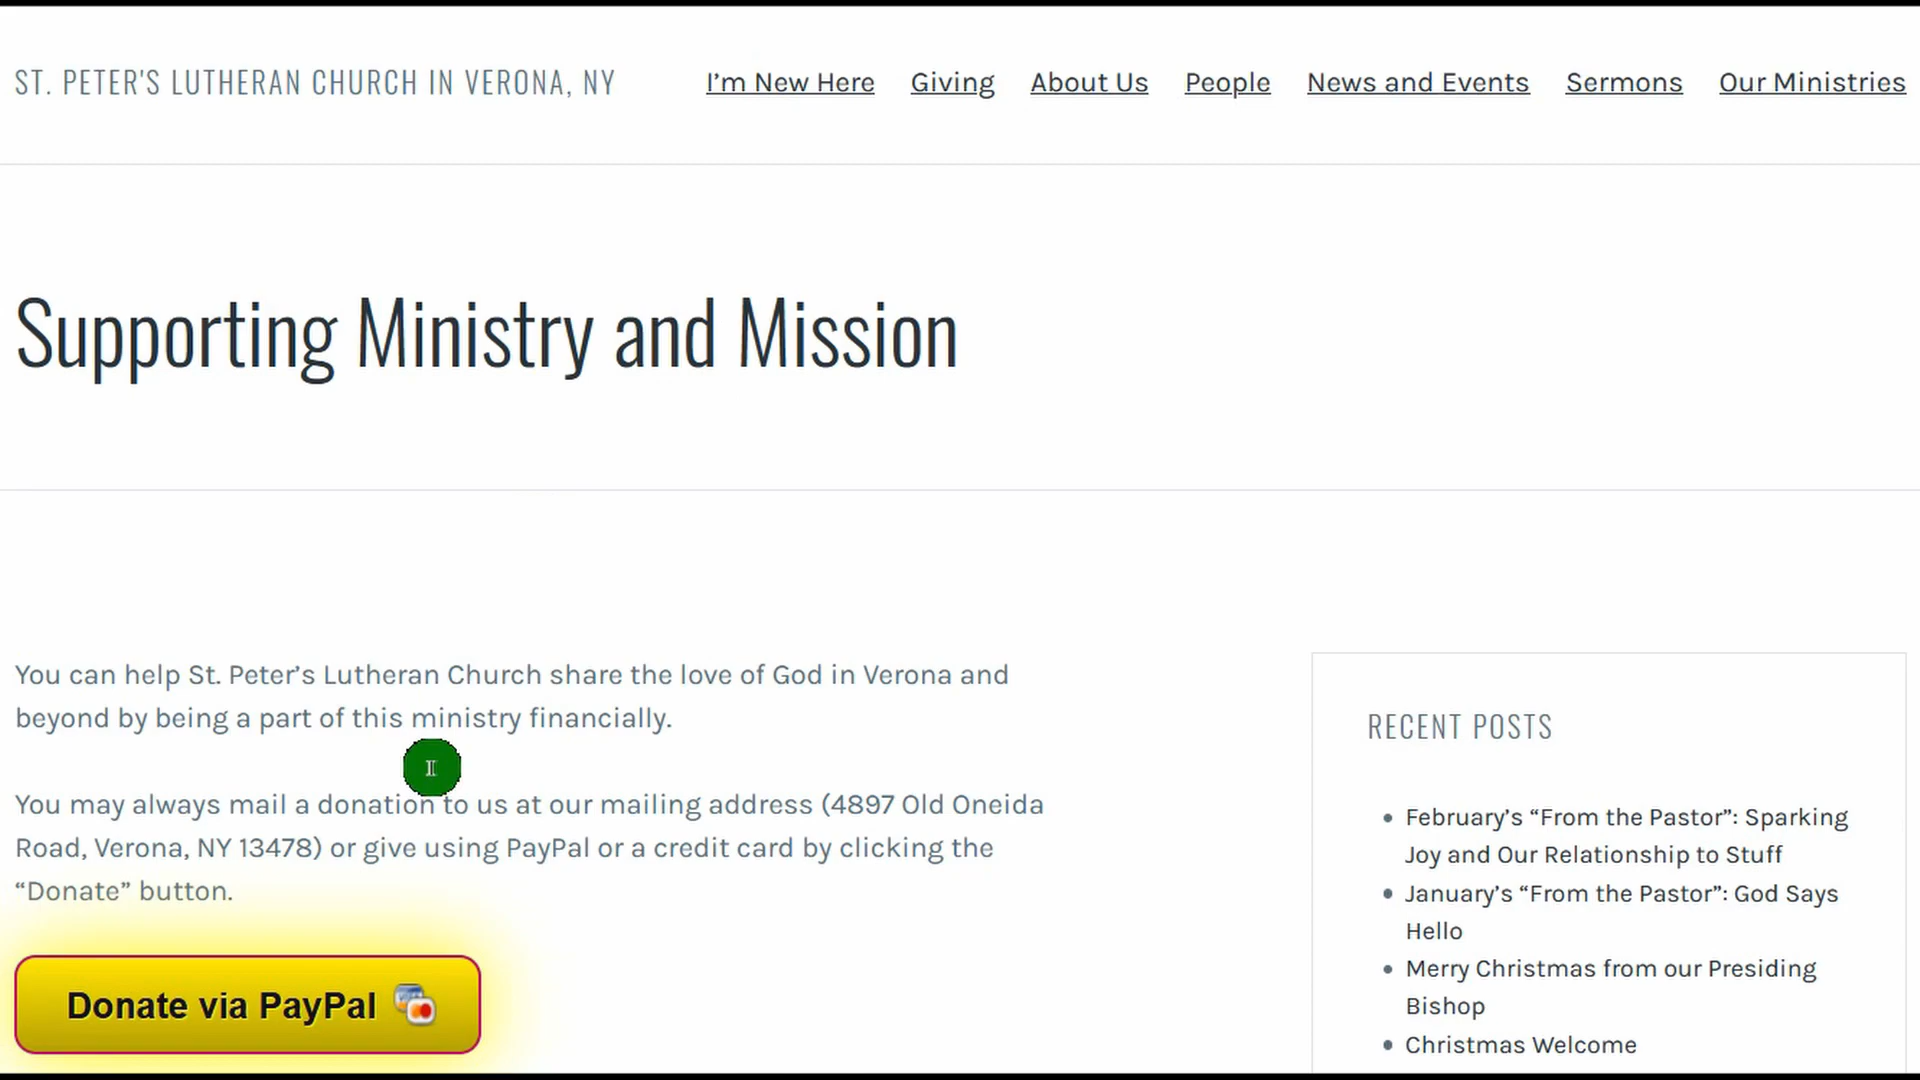 ST. PETER'S LUTHERAN CHURCH IN VERONA, NY
I’m New Here
Giving
About Us
People
News and Events
Sermons
Our Ministries
Supporting Ministry and Mission
You can help St. Peter’s Lutheran Church share the love of God in Verona and
beyond by being a part of this ministry financially.
You may always mail a donation to us at our mailing address (4897 Old Oneida
Road, Verona, NY 13478) or give using PayPal or a credit card by clicking the
“Donate” button.
Donate via PayPal
RECENT POSTS
February’s “From the Pastor”: Sparking
Joy and Our Relationship to Stuff
January’s “From the Pastor”: God Says
Hello
Merry Christmas from our Presiding
Bishop
Christmas Welcome